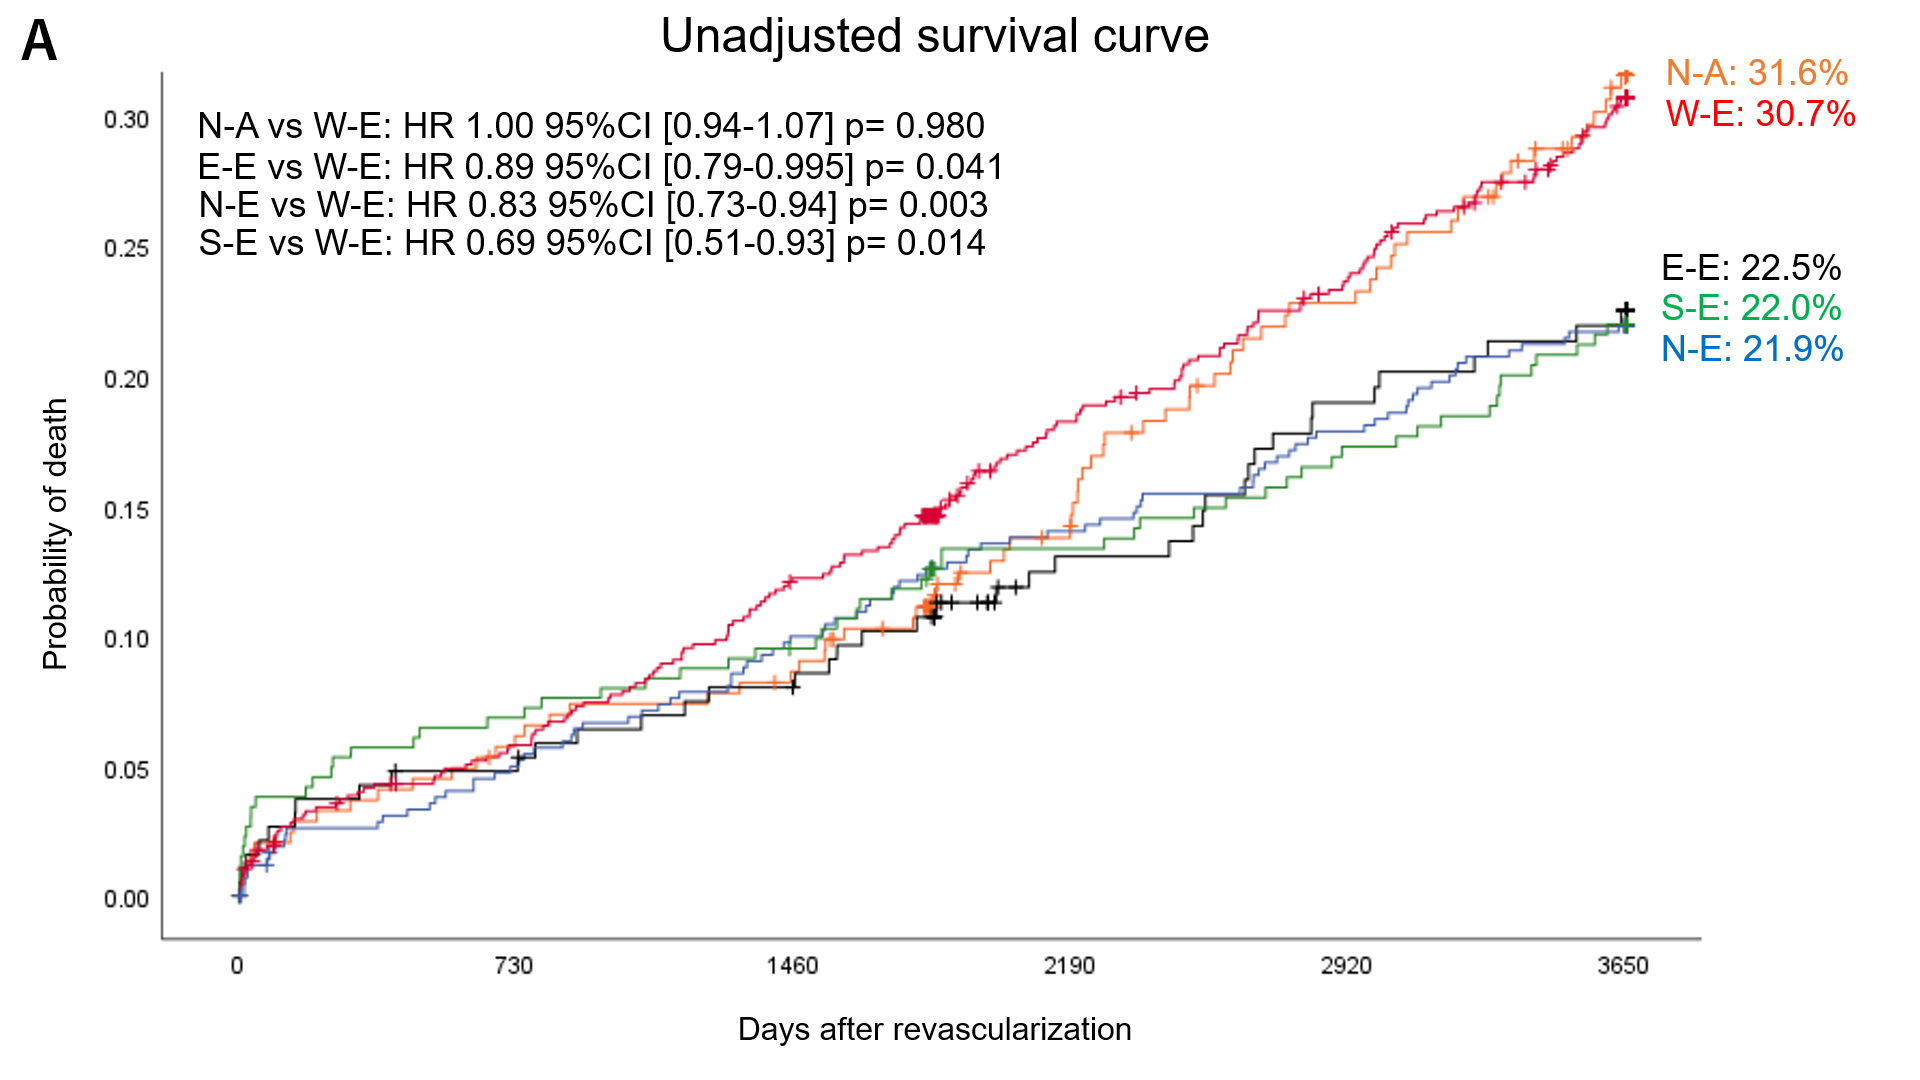 A
Unadjusted survival curve
N-A: 31.6%
W-E: 30.7%
N-A vs W-E: HR 1.00 95%CI [0.94-1.07] p= 0.980
E-E vs W-E: HR 0.89 95%CI [0.79-0.995] p= 0.041
N-E vs W-E: HR 0.83 95%CI [0.73-0.94] p= 0.003
S-E vs W-E: HR 0.69 95%CI [0.51-0.93] p= 0.014
E-E: 22.5%
S-E: 22.0%
N-E: 21.9%
Probability of death
0.30
0.25
0.20
0.15
0.10
0.05
0.00
0 730 1460 2190 2920 3650
Days after revascularization